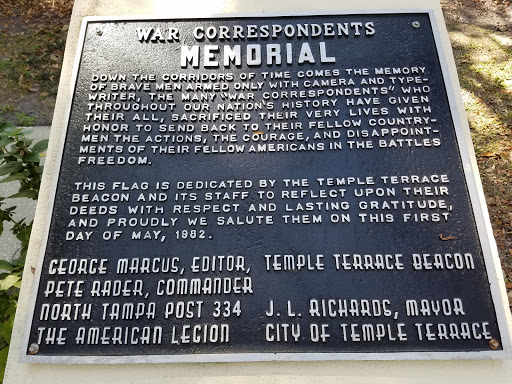 WAR CORRESPONDENTS
MEMORIAL
DOWN THE CORRIDORS OF TIME COMES THE MEMORY
OF BRAVE MEN ARMED ONLY WITH CAMERA AND TYPE-
WRITER, THE MANY "WAR CORRESPONDENTS" WHO
THROUGHOUT OUR NATION'S HISTORY HAVE GIVEN
THEIR ALL, SACRIFICED THEIR VERY LIVES WITH
HONOR TO SEND BACK TO THEIR FELLOW COUNTRY-
MEN THE ACTIONS, THE COURAGE, AND DISAPPOINT-
MENTS OF THEIR FELLOW AMERICANS IN THE BATTLES
FREEDOM.
THIS FLAG IS DEDICATED BY THE TEMPLE TERRACE
BEACON AND ITS STAFF TO REFLECT UPON THEIR
DEEDS WITH RESPECT AND LASTING GRATITUDE,
AND PROUDLY WE SALUTE THEM ON THIS FIRST
DAY OF MAY, 1982.
GEORGE MARCUS, EDITOR, TEMPLE TERRACE BEACON
PETE RADER, COMMANDER
NORTH TAMPA POST 334 J. L. RICHARDS, MAYOR
THE AMERICAN LEGION CITY OF TEMPLE TERRACE